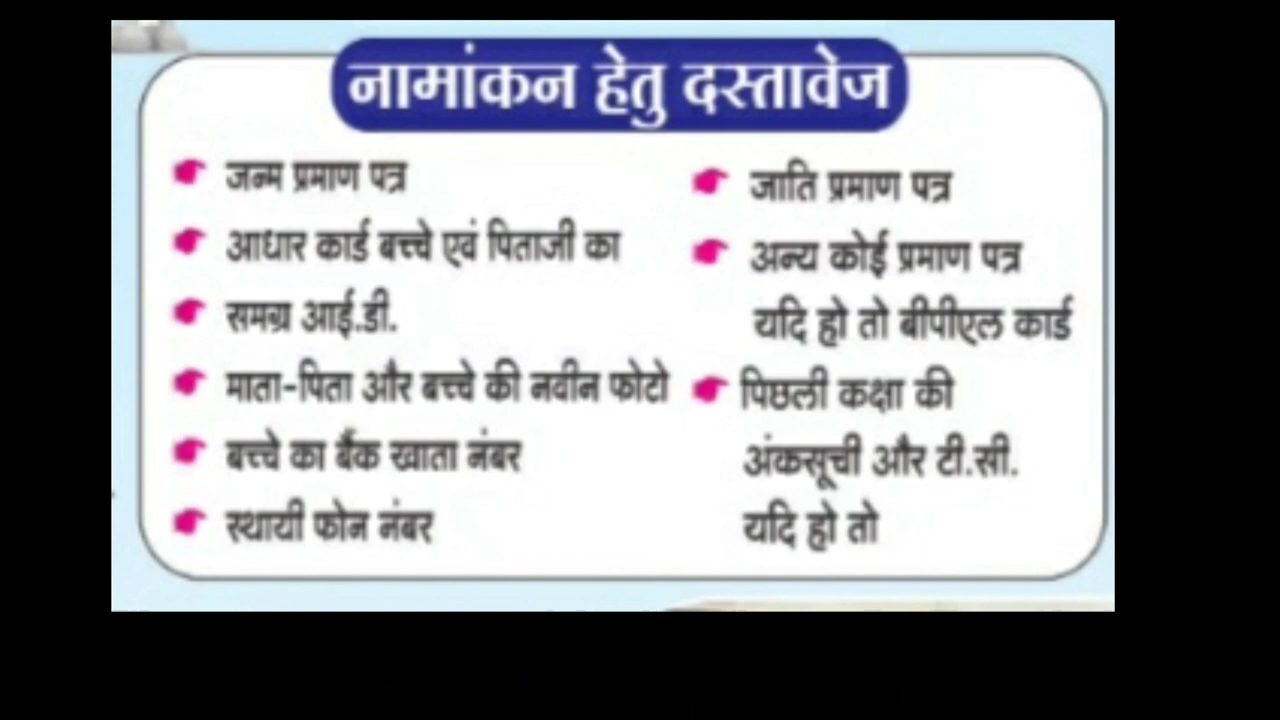 नामांकन हेतु दस्तावेज
जन्म प्रमाण पत्र
आधार कार्ड बच्चे एवं पिताजी का
समग्र आई.डी.
माता-पिता और बच्चे की नवीन फोटो
बच्चे का बैंक खाता नंबर
स्थायी फोन नंबर
जाति प्रमाण पत्र
अन्य कोई प्रमाण पत्र
यदि हो तो बीपीएल कार्ड
पिछली कक्षा की
अंकसूची और टी.सी.
यदि हो तो